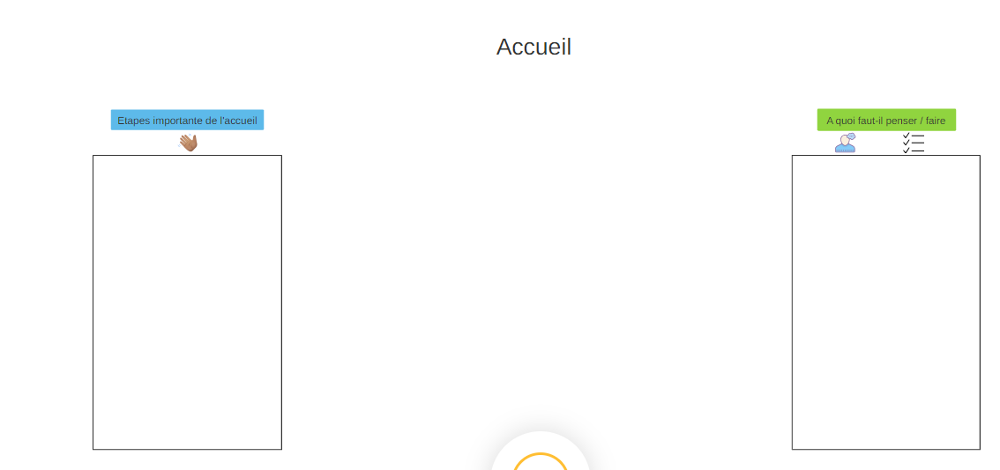 Accueil
Etapes importante de l'accueil
A quoi faut-il penser / faire